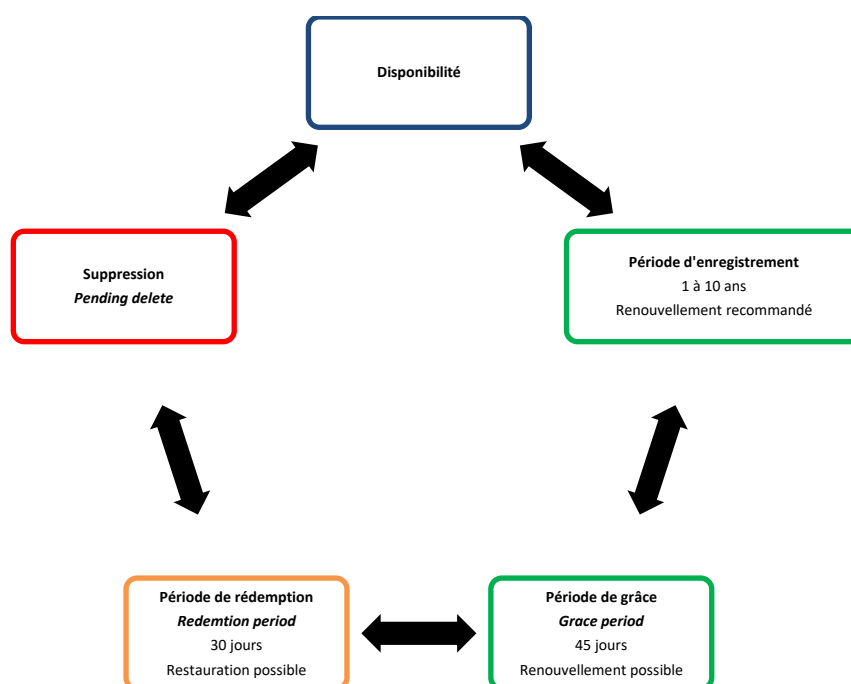 Disponibilité
Suppression
Pending delete
Période d'enregistrement
1 à 10 ans
Renouvellement recommandé
Période de rédemption
Redemtion period
30 jours
Restauration possible
Période de grâce
Grace period
45 jours
Renouvellement possible